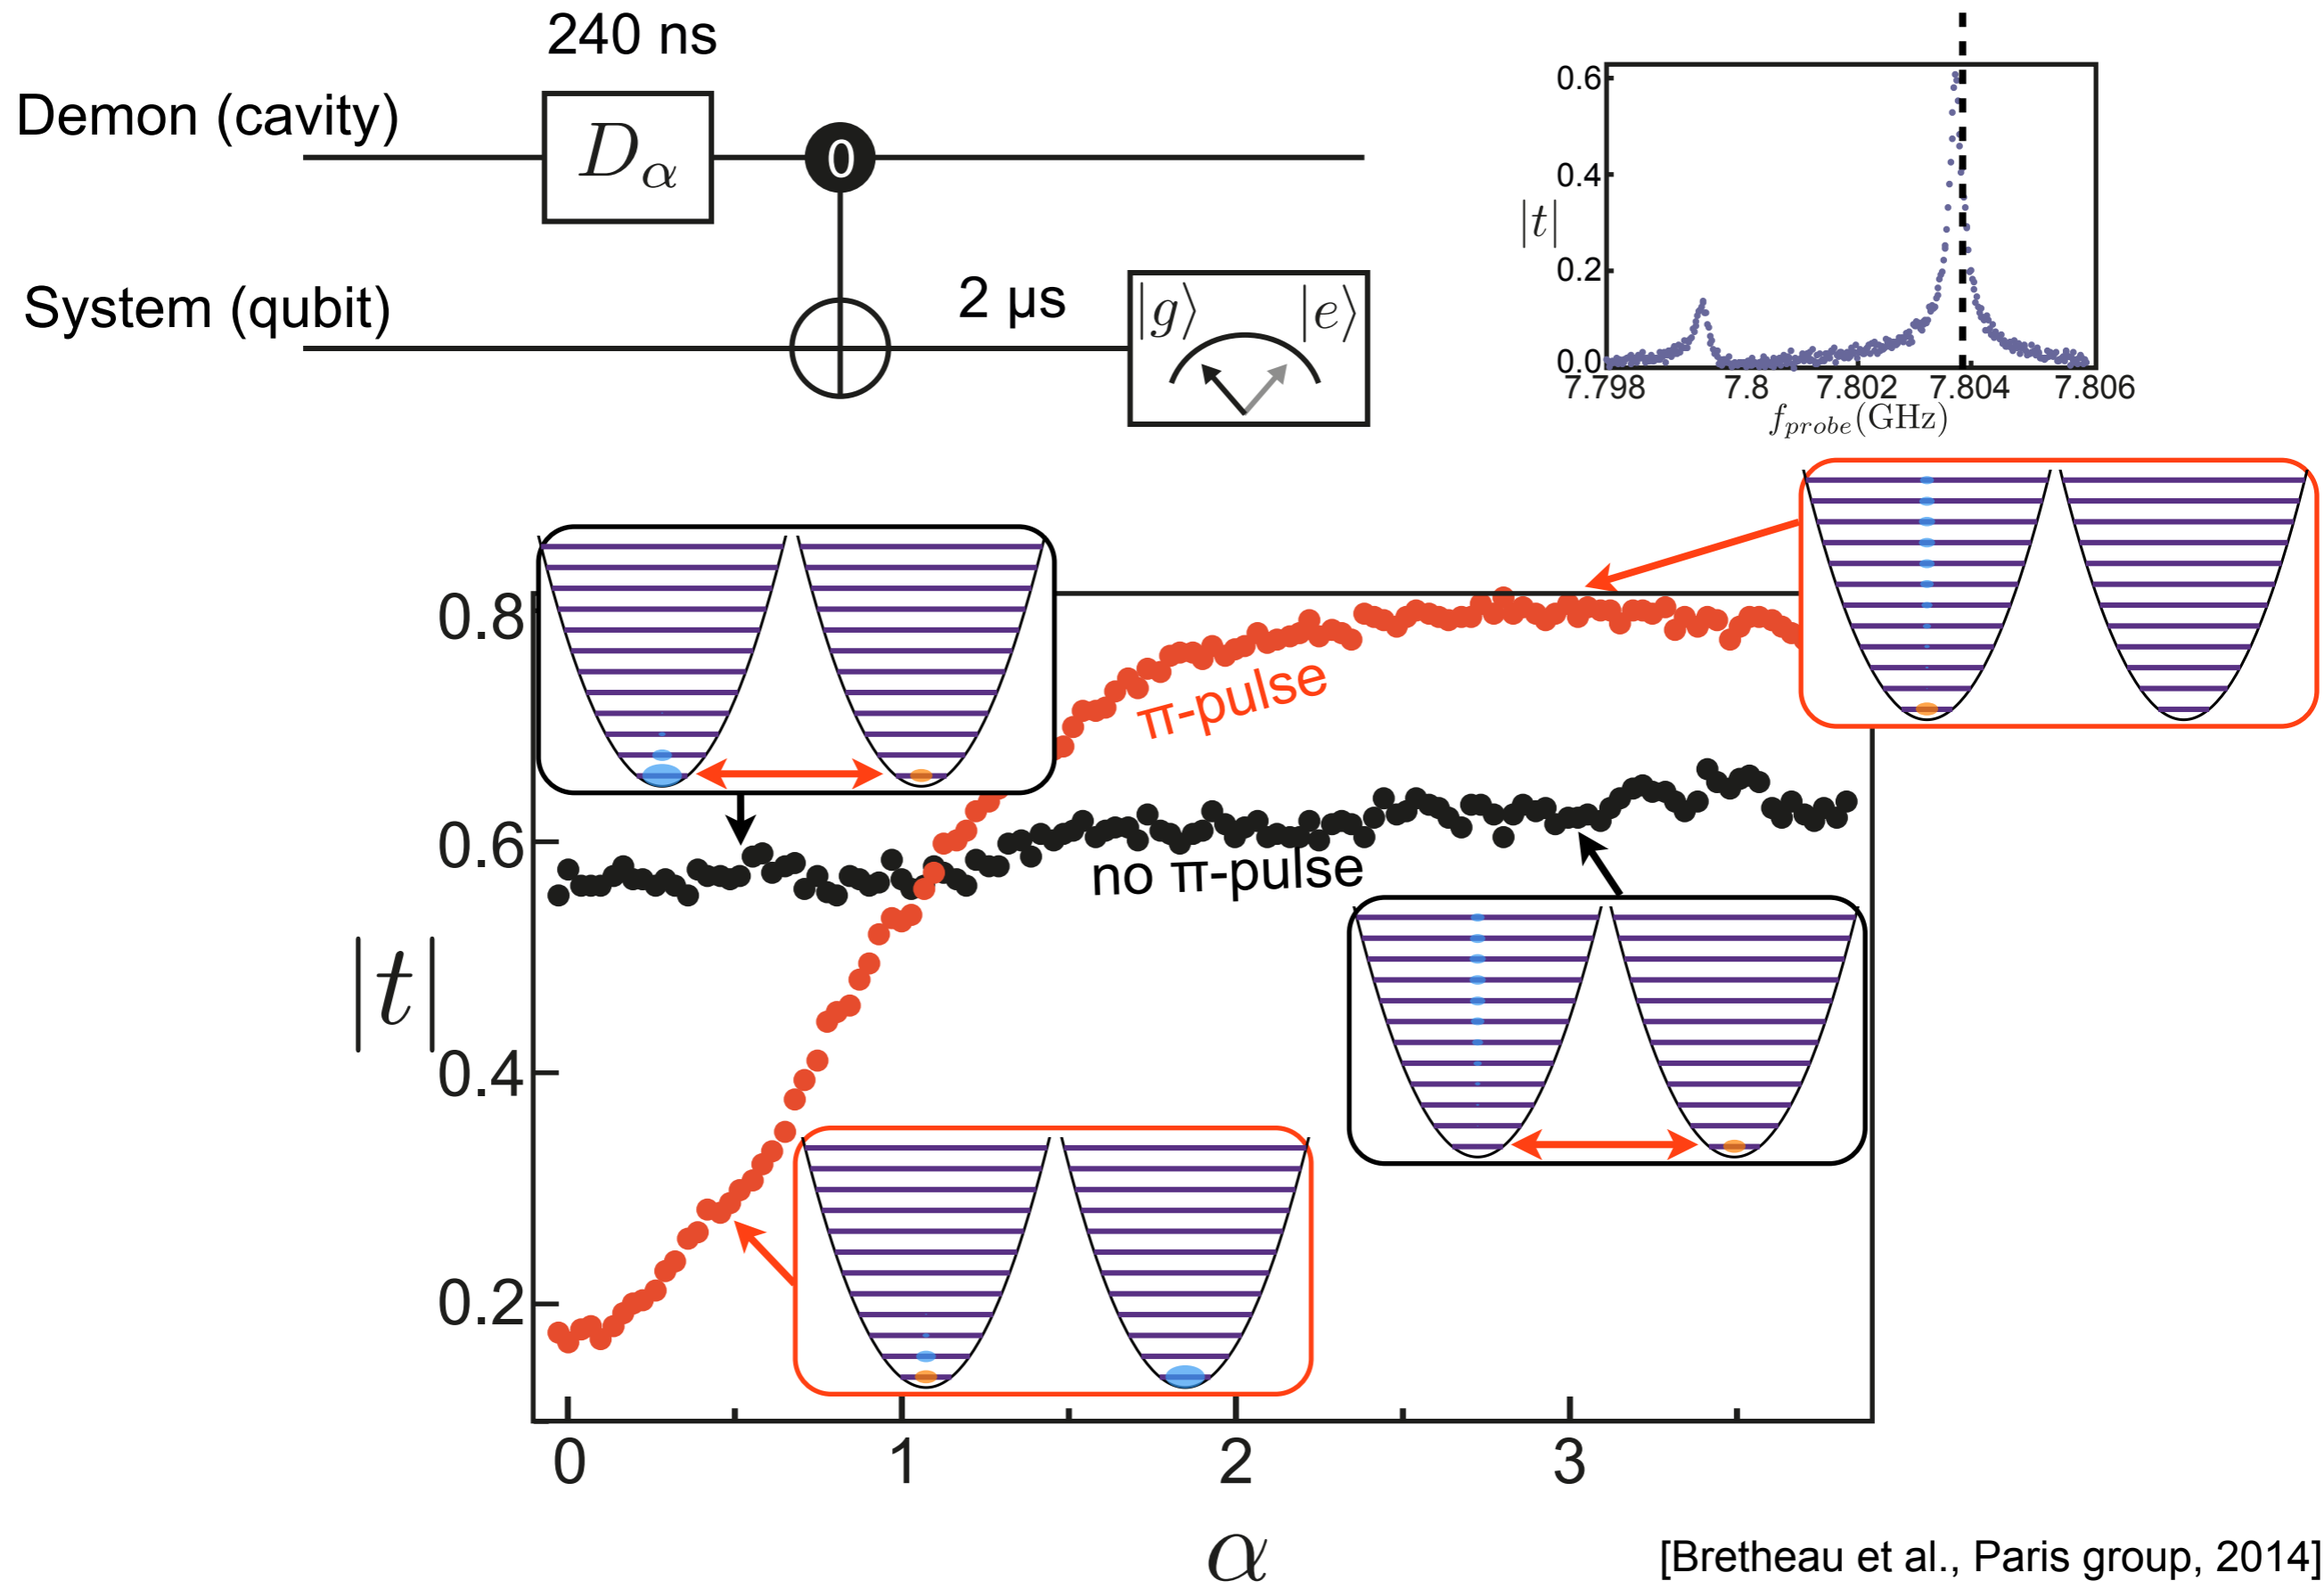 240 ns
Demon (cavity)
D_α
0
System (qubit)
2 µs
|g⟩ |e⟩
0.6
0.4
|t|
0.2
0.0
7.798 7.8 7.802 7.804 7.806
f_probe(GHz)
0.8
π-pulse
0.6
no π-pulse
|t|
0.4
0.2
0 1 2 3
α
[Bretheau et al., Paris group, 2014]